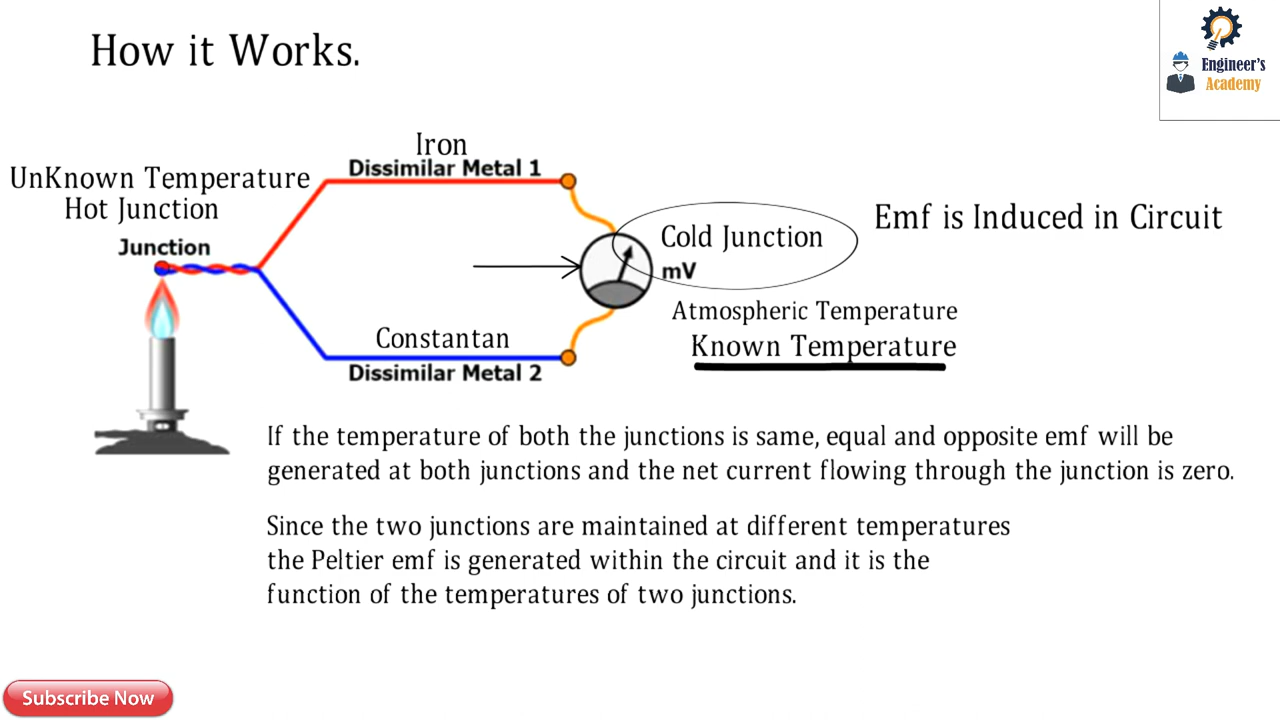 How it Works.
Engineer's
Academy
Iron
Dissimilar Metal 1
UnKnown Temperature
Hot Junction
Junction
Emf is Induced in Circuit
Cold Junction
mV
Atmospheric Temperature
Known Temperature
Constantan
Dissimilar Metal 2
If the temperature of both the junctions is same, equal and opposite emf will be
generated at both junctions and the net current flowing through the junction is zero.
Since the two junctions are maintained at different temperatures
the Peltier emf is generated within the circuit and it is the
function of the temperatures of two junctions.
Subscribe Now